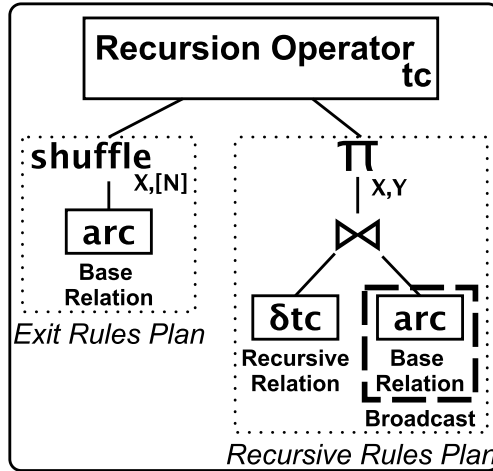 Recursion Operator
tc
shuffle
X,[N]
arc
Base
Relation
Exit Rules Plan
Π
X,Y
⋈
δtc
Recursive
Relation
arc
Base
Relation
Broadcast
Recursive Rules Plan